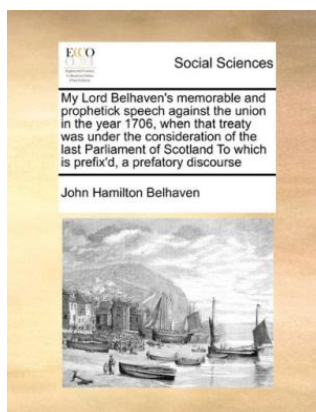 ECCO
Social Sciences
My Lord Belhaven's memorable and
prophetick speech against the union
in the year 1706, when that treaty
was under the consideration of the
last Parliament of Scotland To which
is prefix'd, a prefatory discourse
John Hamilton Belhaven